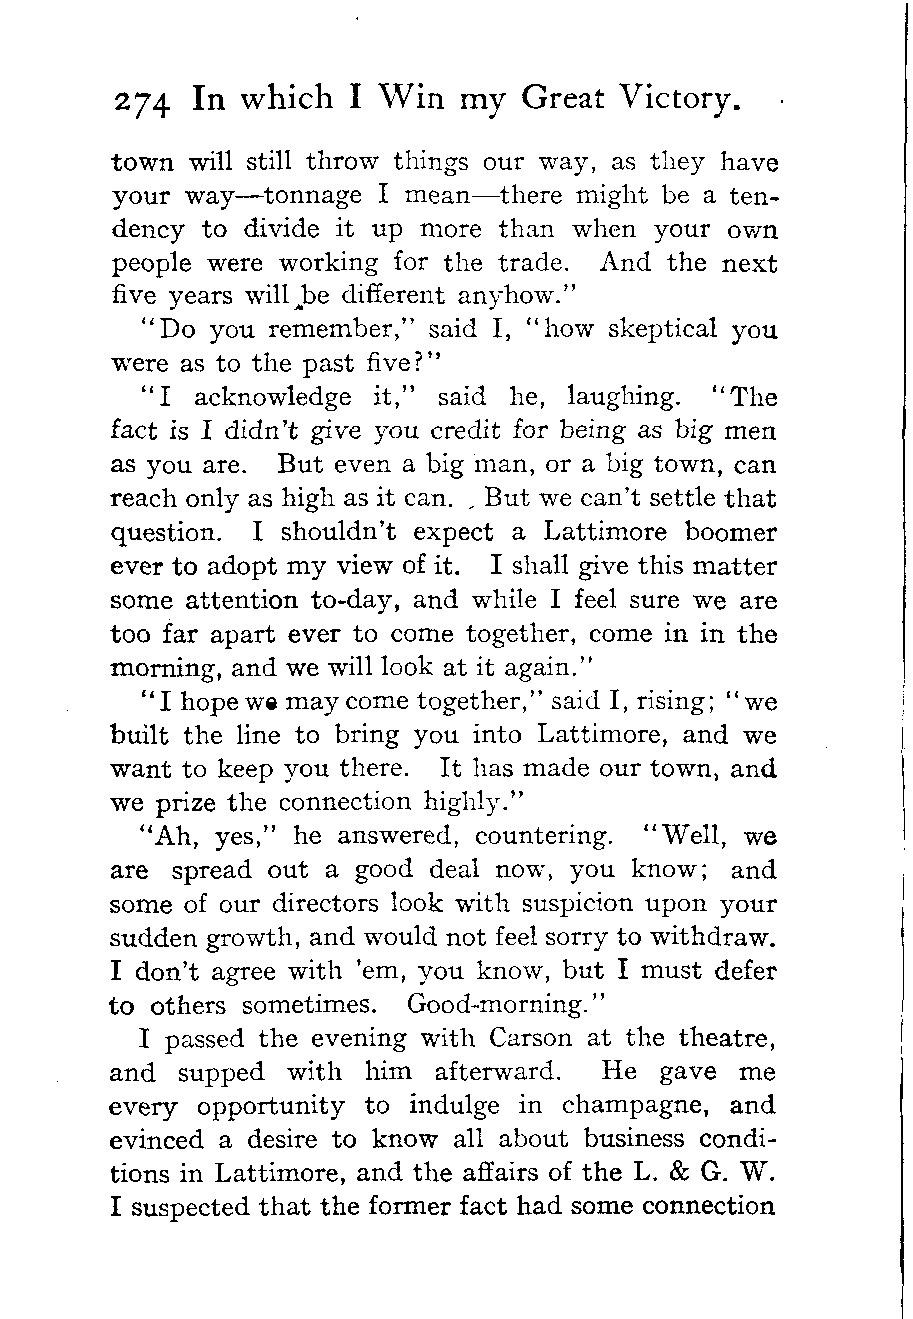 274 In which I Win my Great Victory.
town will still throw things our way, as they have
your way—tonnage I mean—there might be a ten-
dency to divide it up more than when your own
people were working for the trade. And the next
five years will be different anyhow."
"Do you remember," said I, "how skeptical you
were as to the past five?"
"I acknowledge it," said he, laughing. "The
fact is I didn't give you credit for being as big men
as you are. But even a big man, or a big town, can
reach only as high as it can. But we can't settle that
question. I shouldn't expect a Lattimore boomer
ever to adopt my view of it. I shall give this matter
some attention to-day, and while I feel sure we are
too far apart ever to come together, come in in the
morning, and we will look at it again."
"I hope we may come together," said I, rising; "we
built the line to bring you into Lattimore, and we
want to keep you there. It has made our town, and
we prize the connection highly."
"Ah, yes," he answered, countering. "Well, we
are spread out a good deal now, you know; and
some of our directors look with suspicion upon your
sudden growth, and would not feel sorry to withdraw.
I don't agree with 'em, you know, but I must defer
to others sometimes. Good-morning."
I passed the evening with Carson at the theatre,
and supped with him afterward. He gave me
every opportunity to indulge in champagne, and
evinced a desire to know all about business condi-
tions in Lattimore, and the affairs of the L. & G. W.
I suspected that the former fact had some connection